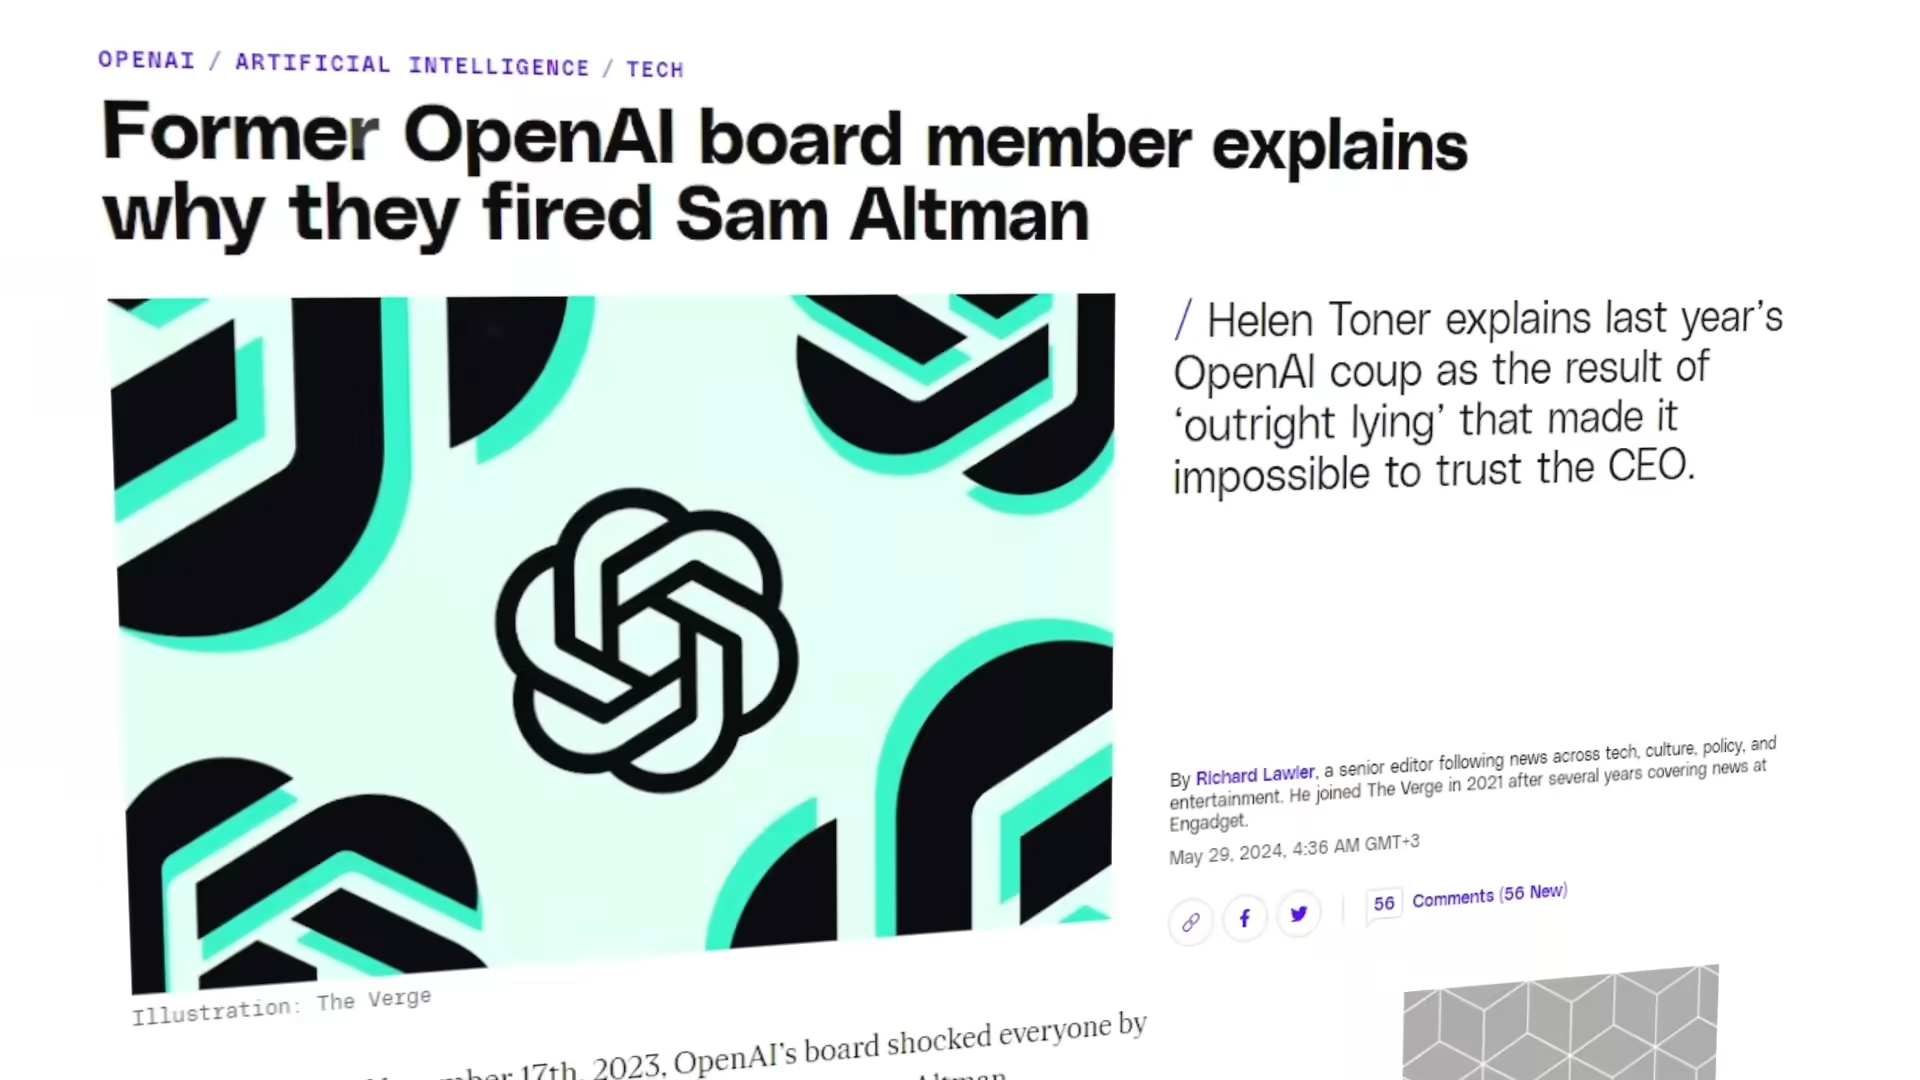 OPENAI / ARTIFICIAL INTELLIGENCE / TECH
Former OpenAI board member explains
why they fired Sam Altman
/ Helen Toner explains last year’s
OpenAI coup as the result of
‘outright lying’ that made it
impossible to trust the CEO.
By Richard Lawler, a senior editor following news across tech, culture, policy, and
entertainment. He joined The Verge in 2021 after several years covering news at
Engadget.
May 29, 2024, 4:36 AM GMT+3
56 Comments (56 New)
Illustration: The Verge
17th, 2023, OpenAI’s board shocked everyone by
Altman